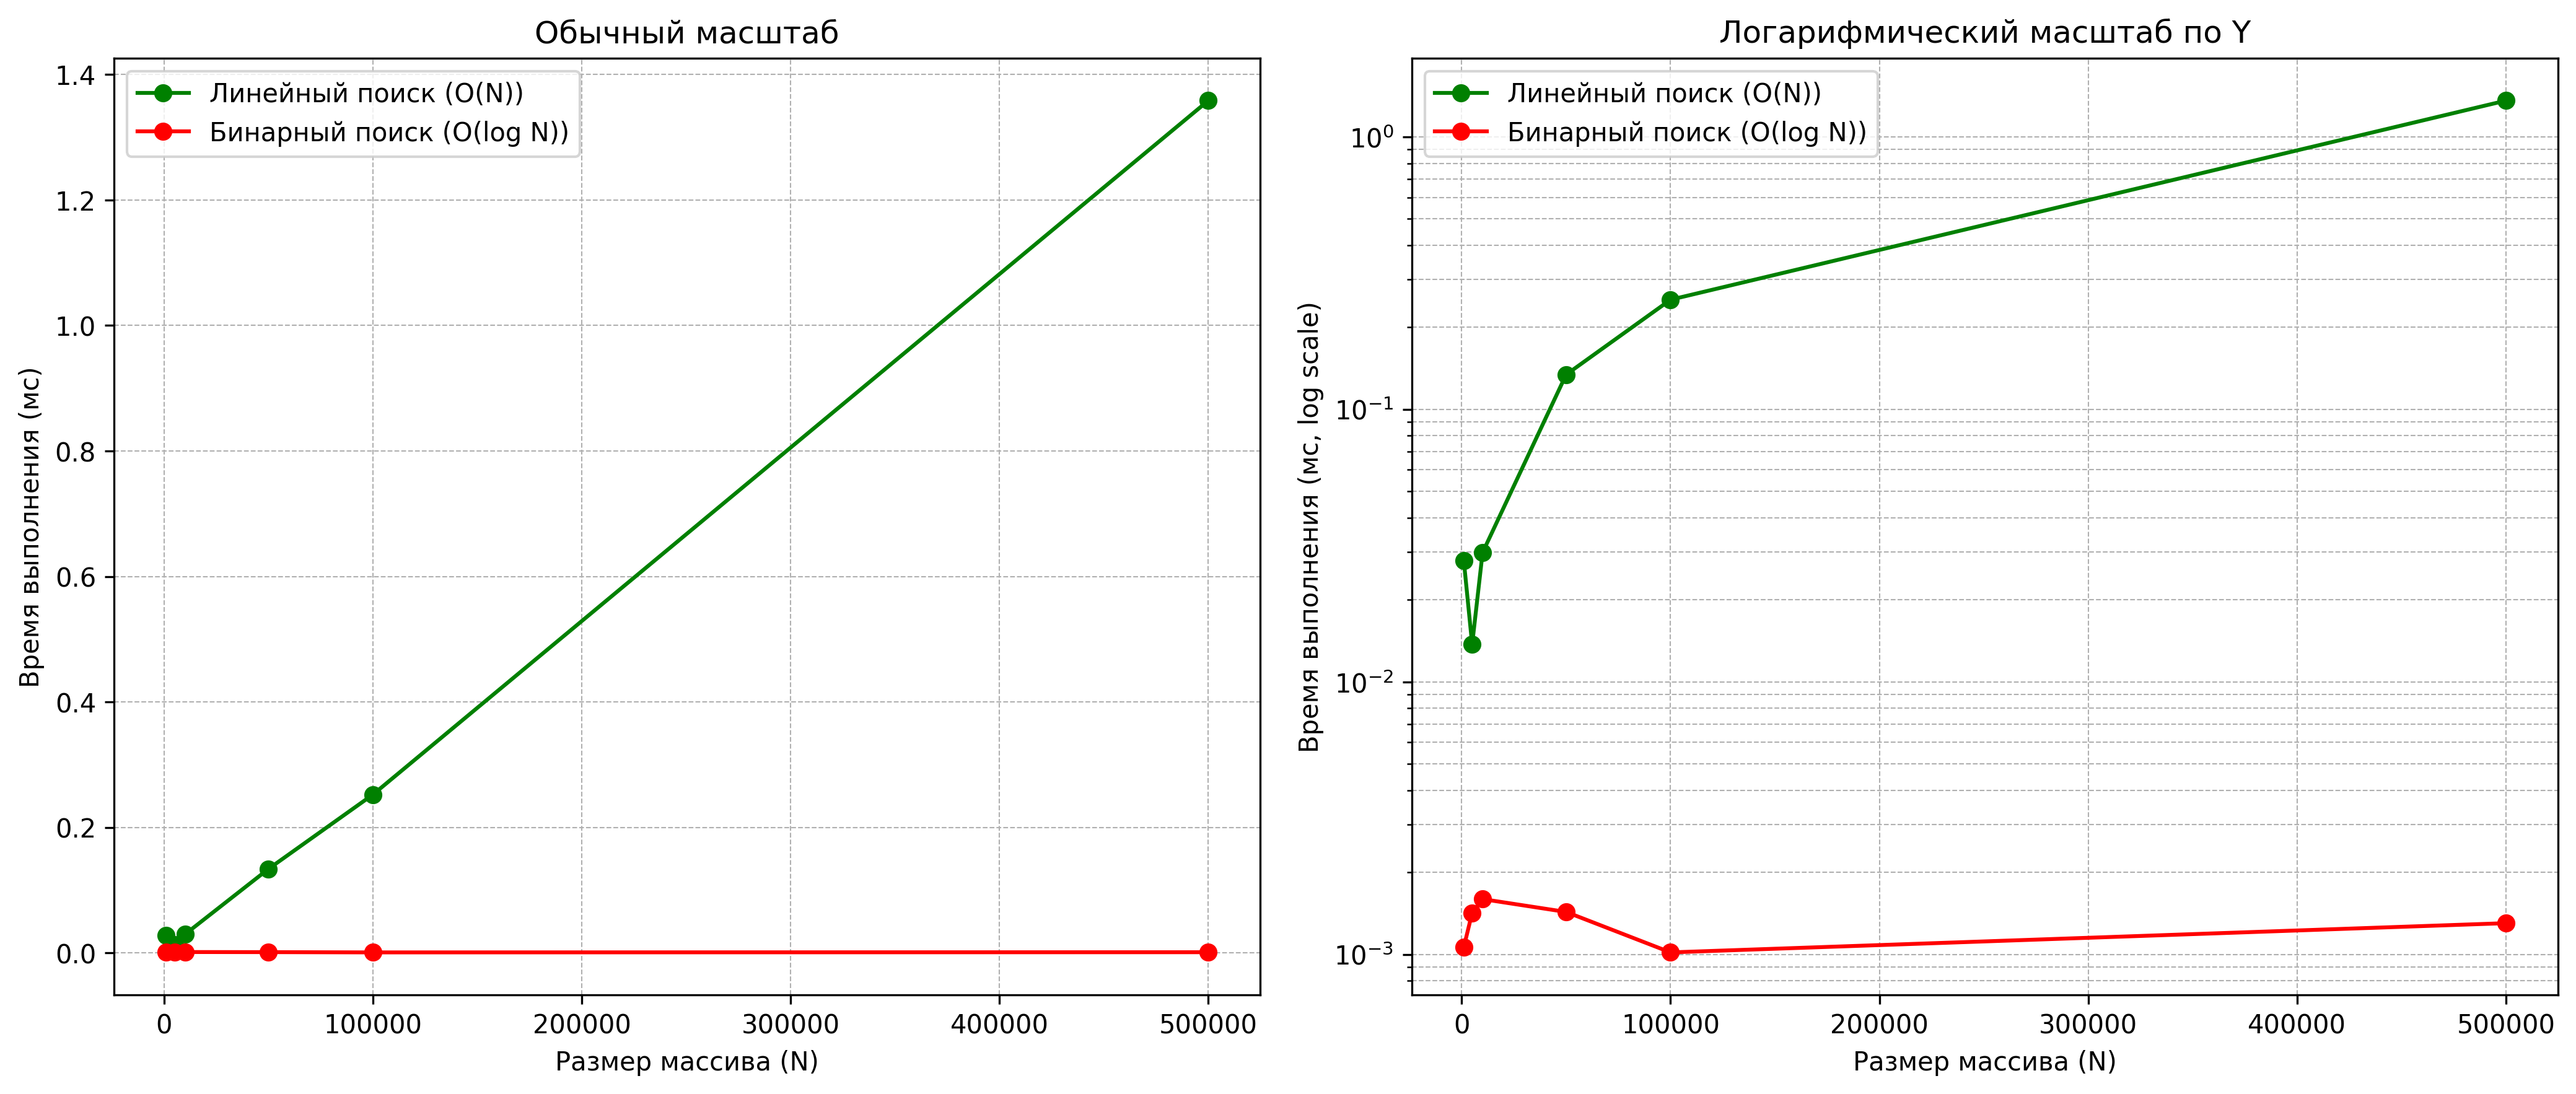 Обычный масштаб
Линейный поиск (O(N))
Бинарный поиск (O(log N))
Время выполнения (мс)
1.4
1.2
1.0
0.8
0.6
0.4
0.2
0.0
0 100000 200000 300000 400000 500000
Размер массива (N)
Логарифмический масштаб по Y
Линейный поиск (O(N))
Бинарный поиск (O(log N))
Время выполнения (мс, log scale)
10⁰
10⁻¹
10⁻²
10⁻³
0 100000 200000 300000 400000 500000
Размер массива (N)